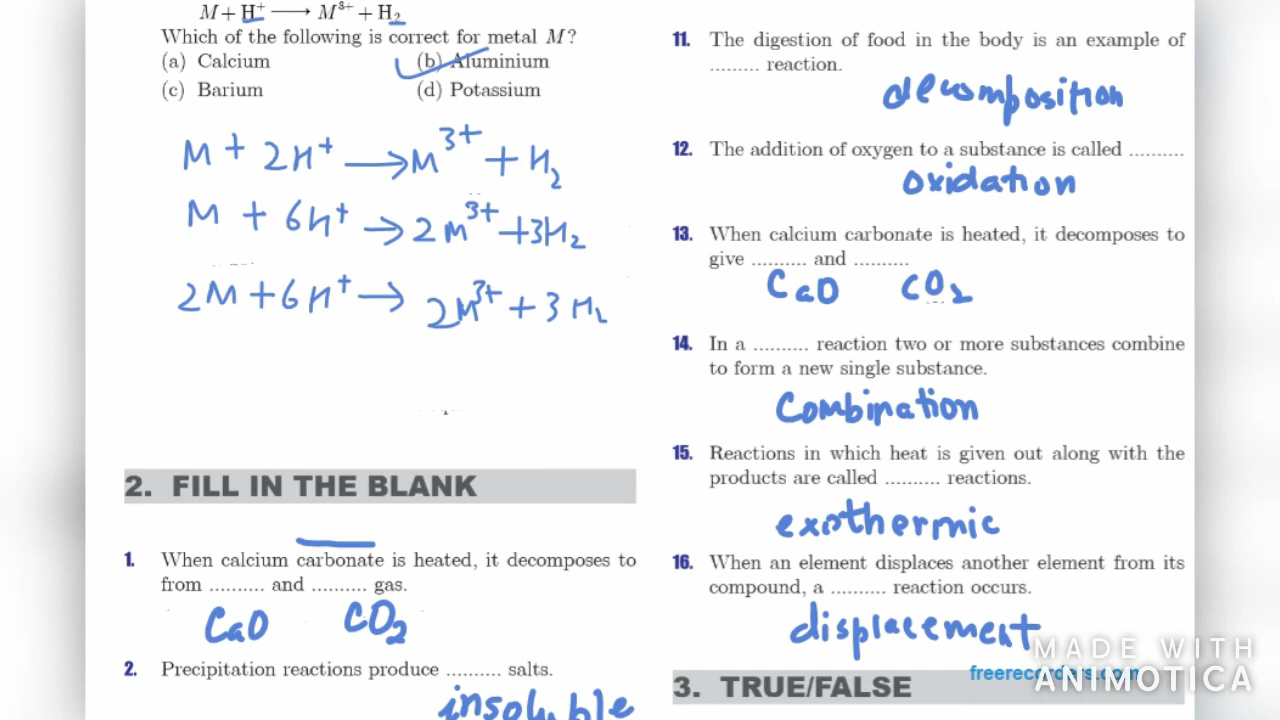 M + H⁺ ⟶ M³⁺ + H₂
Which of the following is correct for metal M?
(a) Calcium (b) Aluminium
(c) Barium (d) Potassium
M + 2H⁺ ⟶ M³⁺ + H₂
M + 6H⁺ → 2M³⁺ + 3H₂
2M + 6H⁺ → 2M³⁺ + 3H₂
2. FILL IN THE BLANK
1. When calcium carbonate is heated, it decomposes to
from .......... and .......... gas.
CaO CO₂
2. Precipitation reactions produce .......... salts.
insoluble
11. The digestion of food in the body is an example of
......... reaction.
decomposition
12. The addition of oxygen to a substance is called ..........
oxidation
13. When calcium carbonate is heated, it decomposes to
give .......... and ..........
CaO CO₂
14. In a .......... reaction two or more substances combine
to form a new single substance.
Combination
15. Reactions in which heat is given out along with the
products are called .......... reactions.
exothermic
16. When an element displaces another element from its
compound, a .......... reaction occurs.
displacement
3. TRUE/FALSE
MADE WITH
freerecorders.com
ANIMOTICA